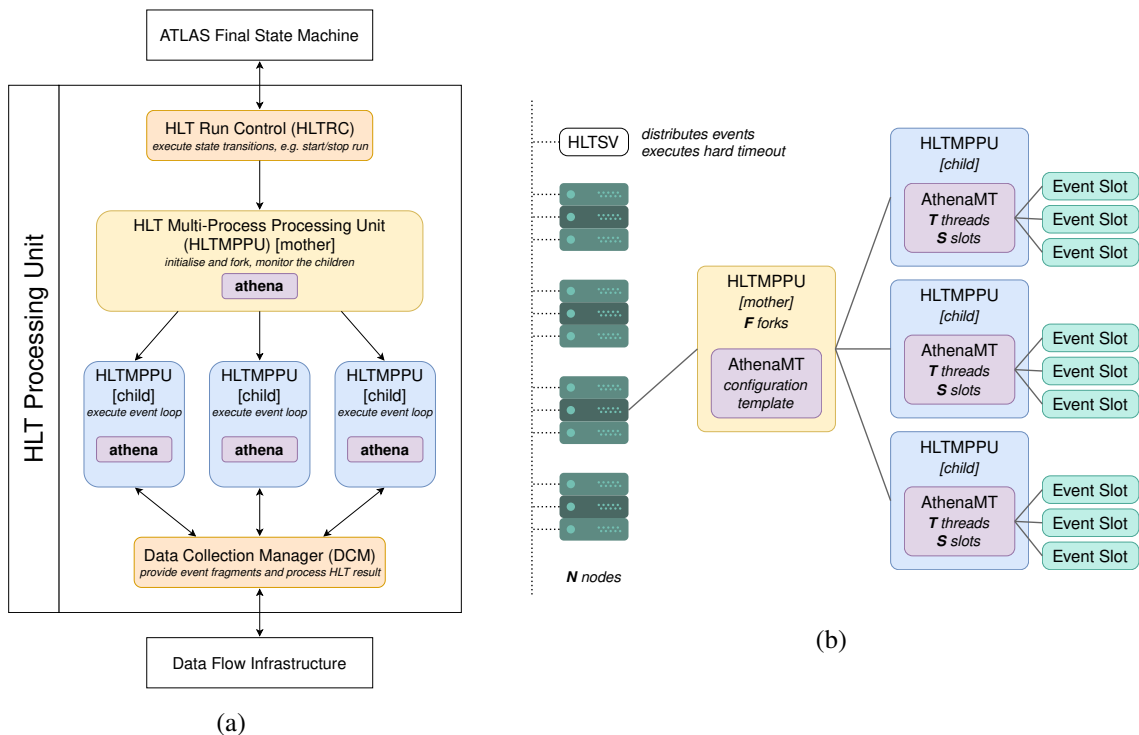 ATLAS Final State Machine
HLT Processing Unit
HLT Run Control (HLTRC)
execute state transitions, e.g. start/stop run
HLT Multi-Process Processing Unit
(HLTMPPU) [mother]
initialise and fork, monitor the children
athena
HLTMPPU
[child]
execute event loop
athena
HLTMPPU
[child]
execute event loop
athena
HLTMPPU
[child]
execute event loop
athena
Data Collection Manager (DCM)
provide event fragments and process HLT result
Data Flow Infrastructure
(a)
HLTSV
distributes events
executes hard timeout
N nodes
HLTMPPU
[mother]
F forks
AthenaMT
configuration
template
HLTMPPU
[child]
AthenaMT
T threads
S slots
Event Slot
Event Slot
Event Slot
HLTMPPU
[child]
AthenaMT
T threads
S slots
Event Slot
Event Slot
Event Slot
HLTMPPU
[child]
AthenaMT
T threads
S slots
Event Slot
Event Slot
Event Slot
(b)